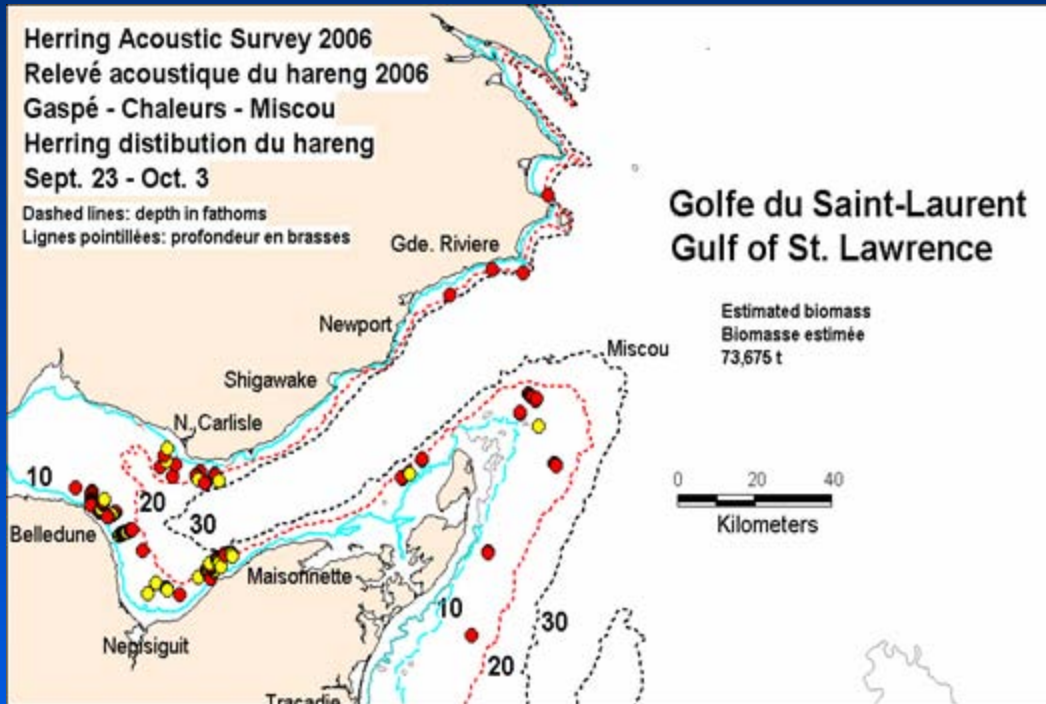 Herring Acoustic Survey 2006
Relevé acoustique du hareng 2006
Gaspé - Chaleurs - Miscou
Herring distibution du hareng
Sept. 23 - Oct. 3
Dashed lines: depth in fathoms
Lignes pointillées: profondeur en brasses
Golfe du Saint-Laurent
Gulf of St. Lawrence
Estimated biomass
Biomasse estimée
73,675 t
Gde. Riviere
Newport
Miscou
Shigawake
N. Carlisle
10
20
30
0 20 40
Kilometers
Belledune
Maisonnette
Nepisiguit
10
30
20
Tracadie